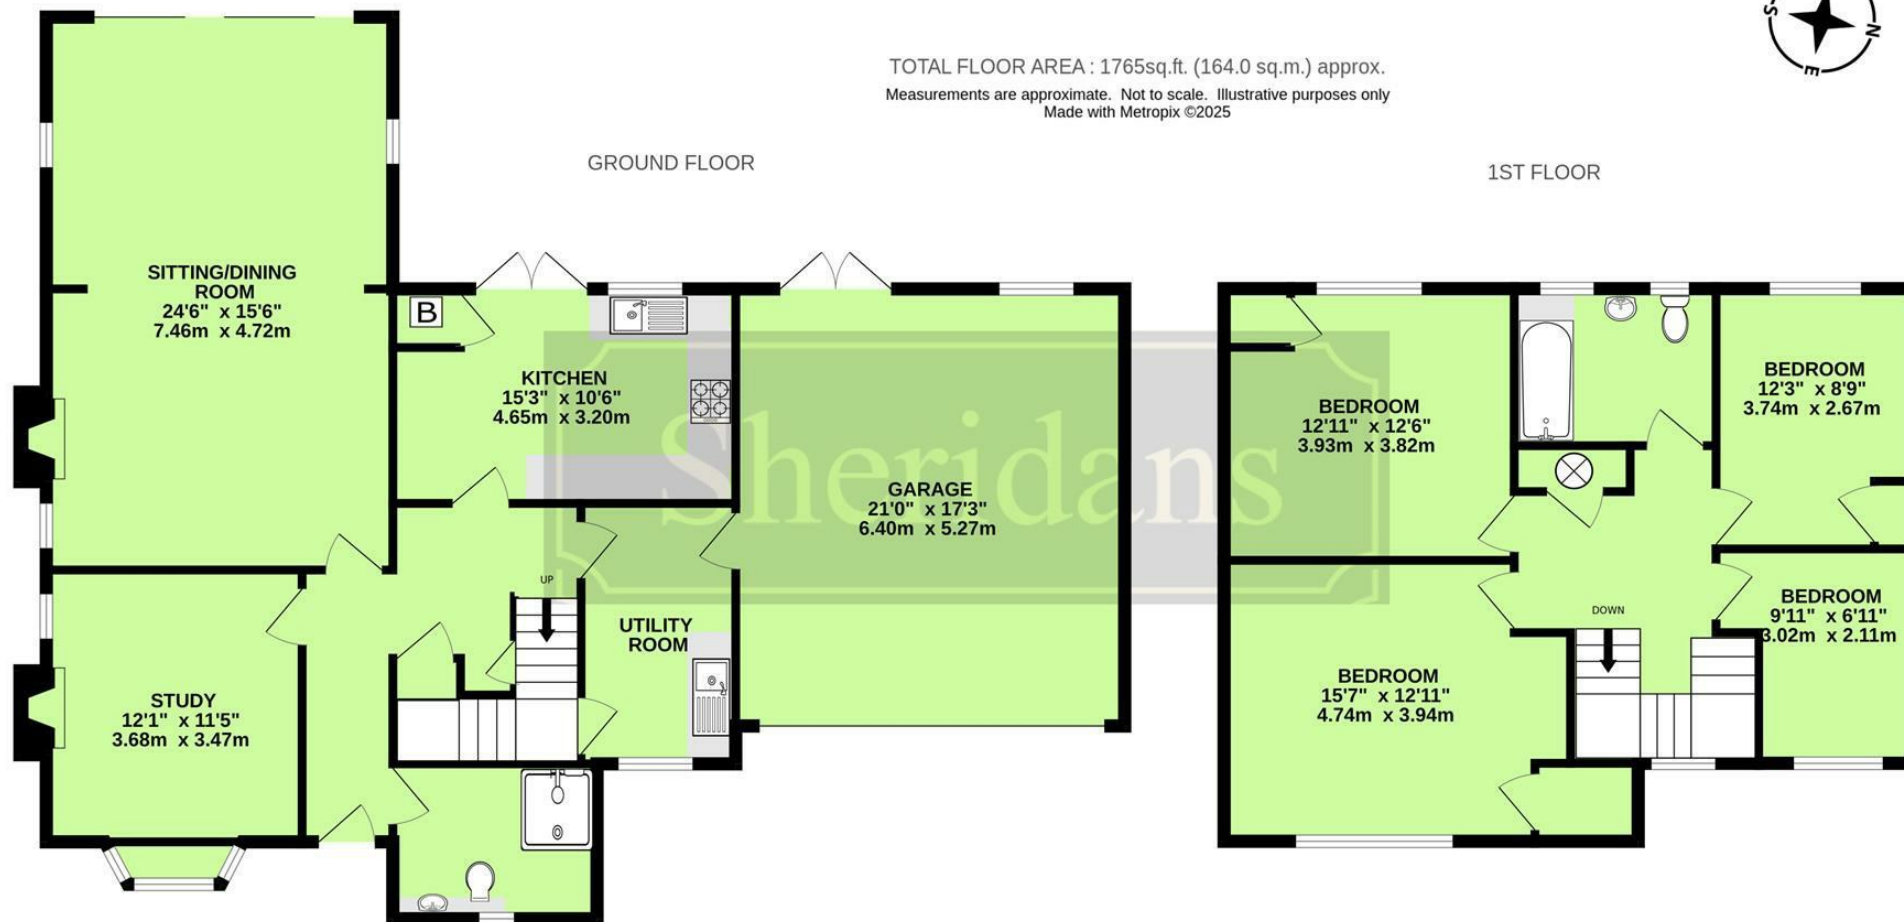 TOTAL FLOOR AREA : 1765sq.ft. (164.0 sq.m.) approx.
Measurements are approximate. Not to scale. Illustrative purposes only
Made with Metropix ©2025
S
N
E
GROUND FLOOR
1ST FLOOR
SITTING/DINING
ROOM
24'6" x 15'6"
7.46m x 4.72m
B
KITCHEN
15'3" x 10'6"
4.65m x 3.20m
GARAGE
21'0" x 17'3"
6.40m x 5.27m
UP
UTILITY
ROOM
STUDY
12'1" x 11'5"
3.68m x 3.47m
BEDROOM
12'11" x 12'6"
3.93m x 3.82m
BEDROOM
12'3" x 8'9"
3.74m x 2.67m
DOWN
BEDROOM
9'11" x 6'11"
3.02m x 2.11m
BEDROOM
15'7" x 12'11"
4.74m x 3.94m
Sheridans